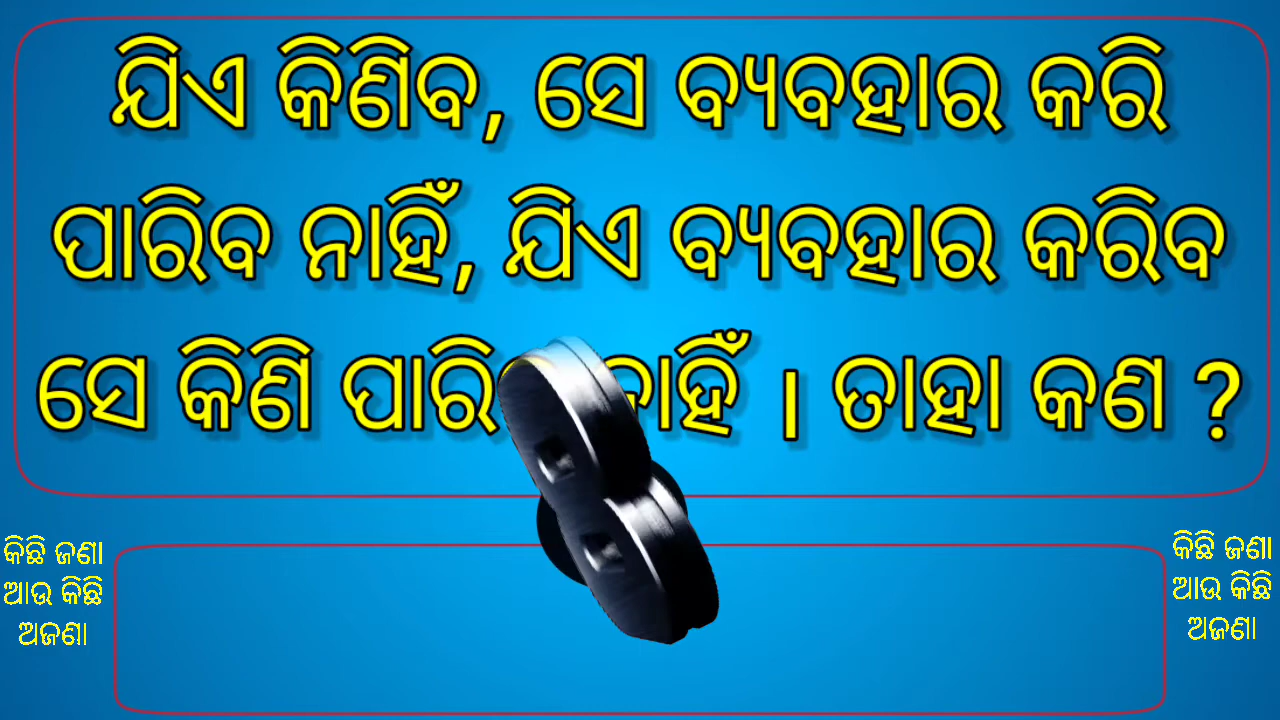 ଯିଏ କିଣିବ, ସେ ବ୍ୟବହାର କରି
ପାରିବ ନାହିଁ, ଯିଏ ବ୍ୟବହାର କରିବ
ସେ କିଣି ନାହିଁ । ତାହା କଣ ?
କିଛି ଜଣା
ଆଉ କିଛି
ଅଜଣା
କିଛି ଜଣା
ଆଉ କିଛି
ଅଜଣା